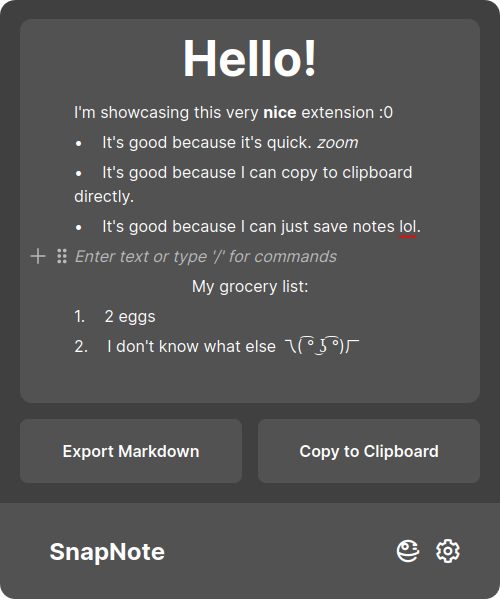 Hello!
I'm showcasing this very nice extension :0
• It's good because it's quick. zoom
• It's good because I can copy to clipboard
directly.
• It's good because I can just save notes lol.
Enter text or type '/' for commands
My grocery list:
1. 2 eggs
2. I don't know what else ㄟ( ͡° ͜ʖ ͡°)ㄏ
Export Markdown
Copy to Clipboard
SnapNote